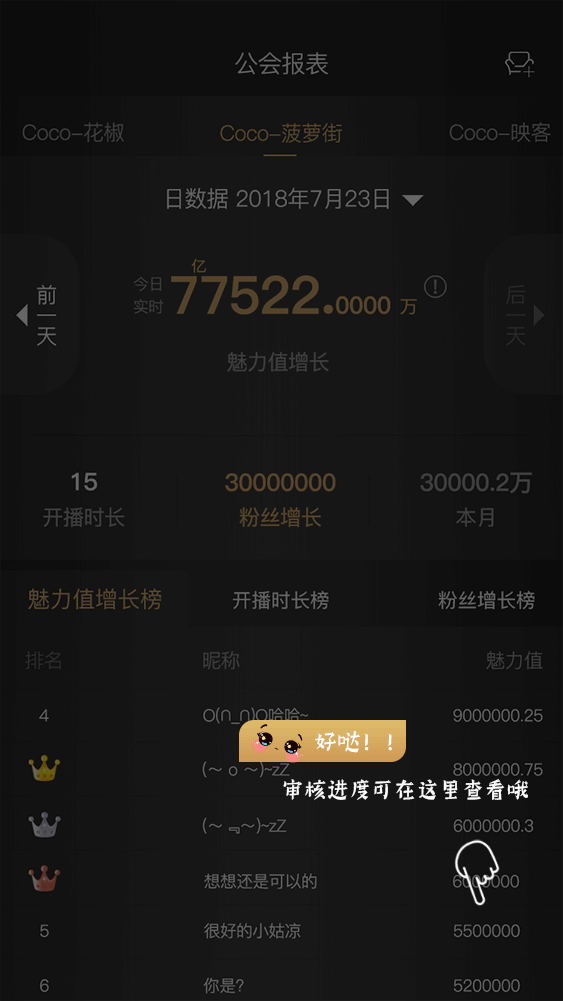 公会报表
Coco-花椒 Coco-菠萝街 Coco-映客
日数据 2018年7月23日
前一天
后一天
亿
今日实时 77522.0000 万
魅力值增长
15 30000000 30000.2万
开播时长 粉丝增长 本月
魅力值增长榜 开播时长榜 粉丝增长榜
排名 昵称 魅力值
4 O(∩_∩)O哈哈~ 9000000.25
好哒！！
(～ o ～)~zZ 8000000.75
审核进度可在这里查看哦
(～﹃～)~zZ 6000000.3
想想还是可以的
5 很好的小姑凉 5500000
6 你是? 5200000